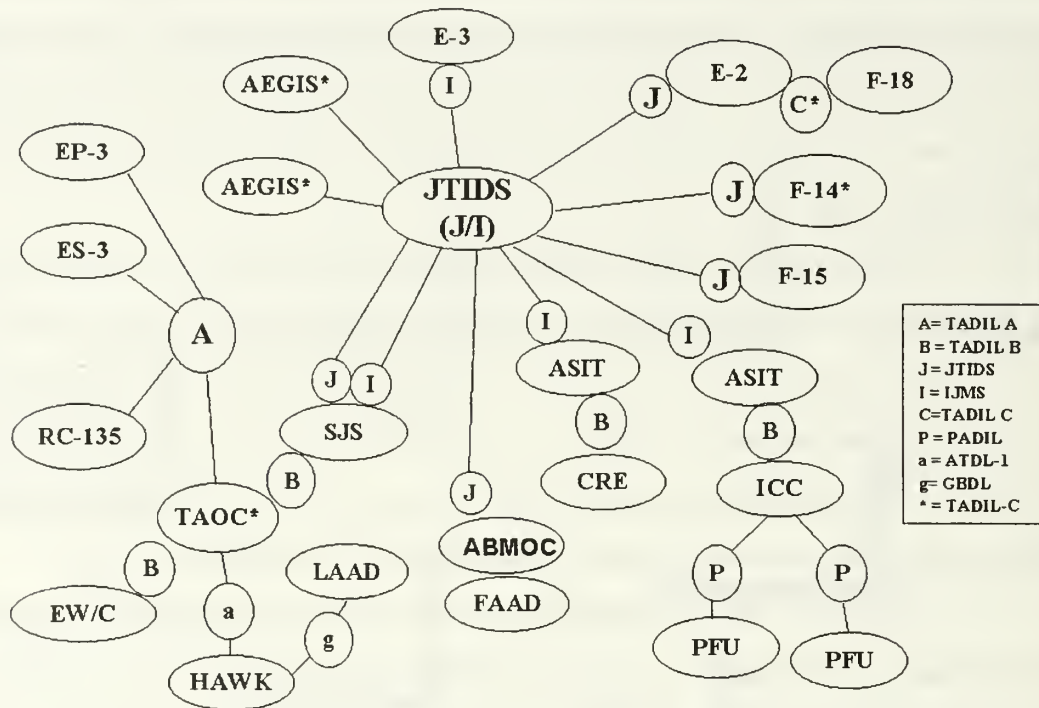 E-3
I
AEGIS*
J
E-2
C*
F-18
EP-3
AEGIS*
JTIDS
(J/I)
J
F-14*
ES-3
J
F-15
A
I
I
A= TADIL A
B = TADIL B
J = JTIDS
I = IJMS
C=TADIL C
P = PADIL
a = ATDL-1
g= GBDL
* = TADIL-C
J
I
ASIT
ASIT
RC-135
SJS
B
B
B
CRE
ICC
J
TAOC*
ABMOC
B
LAAD
P
P
EW/C
a
FAAD
g
PFU
PFU
HAWK